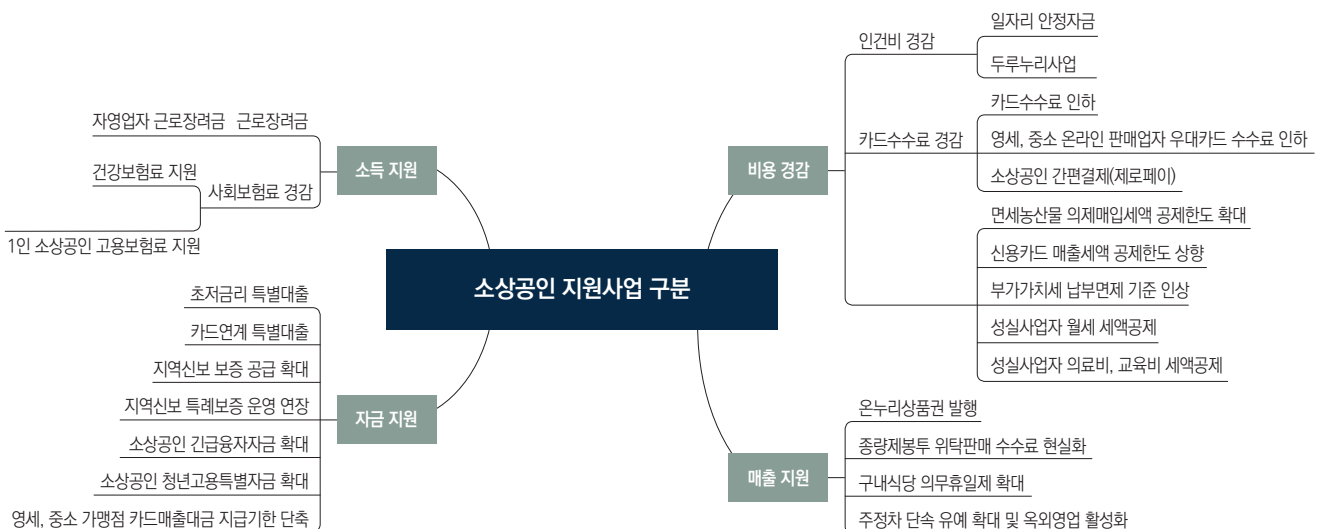 소상공인 지원사업 구분
소득 지원
자영업자 근로장려금 근로장려금
건강보험료 지원
사회보험료 경감
1인 소상공인 고용보험료 지원
자금 지원
초저금리 특별대출
카드연계 특별대출
지역신보 보증 공급 확대
지역신보 특례보증 운영 연장
소상공인 긴급융자자금 확대
소상공인 청년고용특별자금 확대
영세, 중소 가맹점 카드매출대금 지급기한 단축
비용 경감
인건비 경감
일자리 안정자금
두루누리사업
카드수수료 경감
카드수수료 인하
영세, 중소 온라인 판매업자 우대카드 수수료 인하
소상공인 간편결제(제로페이)
면세농산물 의제매입세액 공제한도 확대
신용카드 매출세액 공제한도 상향
부가가치세 납부면제 기준 인상
성실사업자 월세 세액공제
성실사업자 의료비, 교육비 세액공제
매출 지원
온누리상품권 발행
종량제봉투 위탁판매 수수료 현실화
구내식당 의무휴일제 확대
주정차 단속 유예 확대 및 옥외영업 활성화